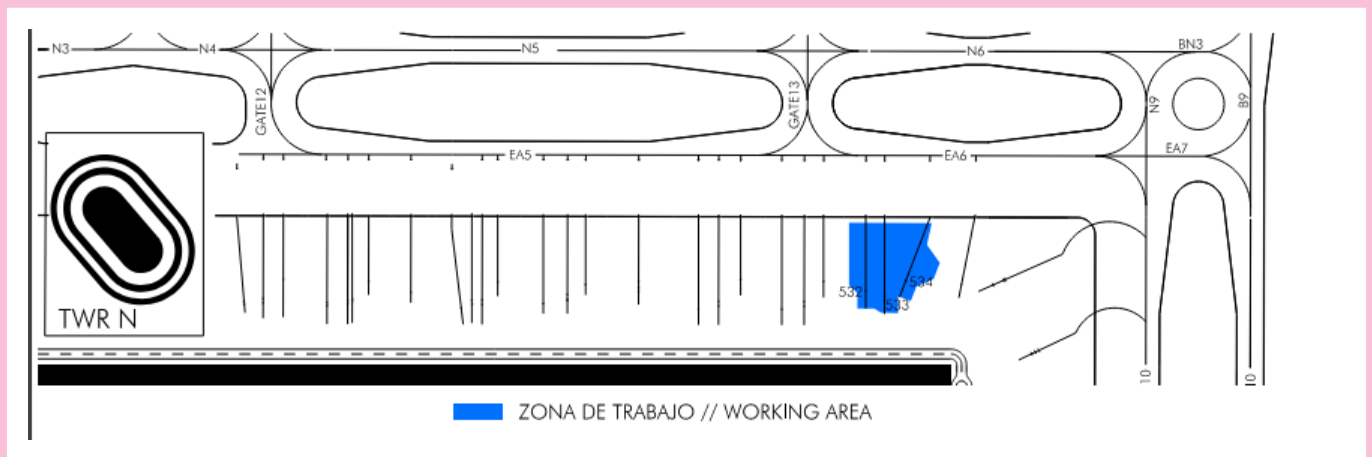 N3
N4
N5
N6
BN3
GATE12
GATE13
N9
B9
EA5
EA6
EA7
534
532
533
TWR N
10
10
ZONA DE TRABAJO // WORKING AREA